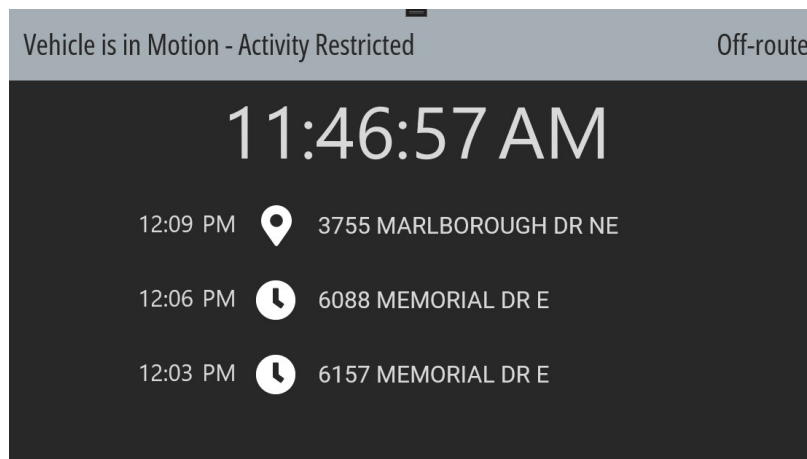 Vehicle is in Motion - Activity Restricted Off-route
11:46:57 AM
12:09 PM 3755 MARLBOROUGH DR NE
12:06 PM 6088 MEMORIAL DR E
12:03 PM 6157 MEMORIAL DR E